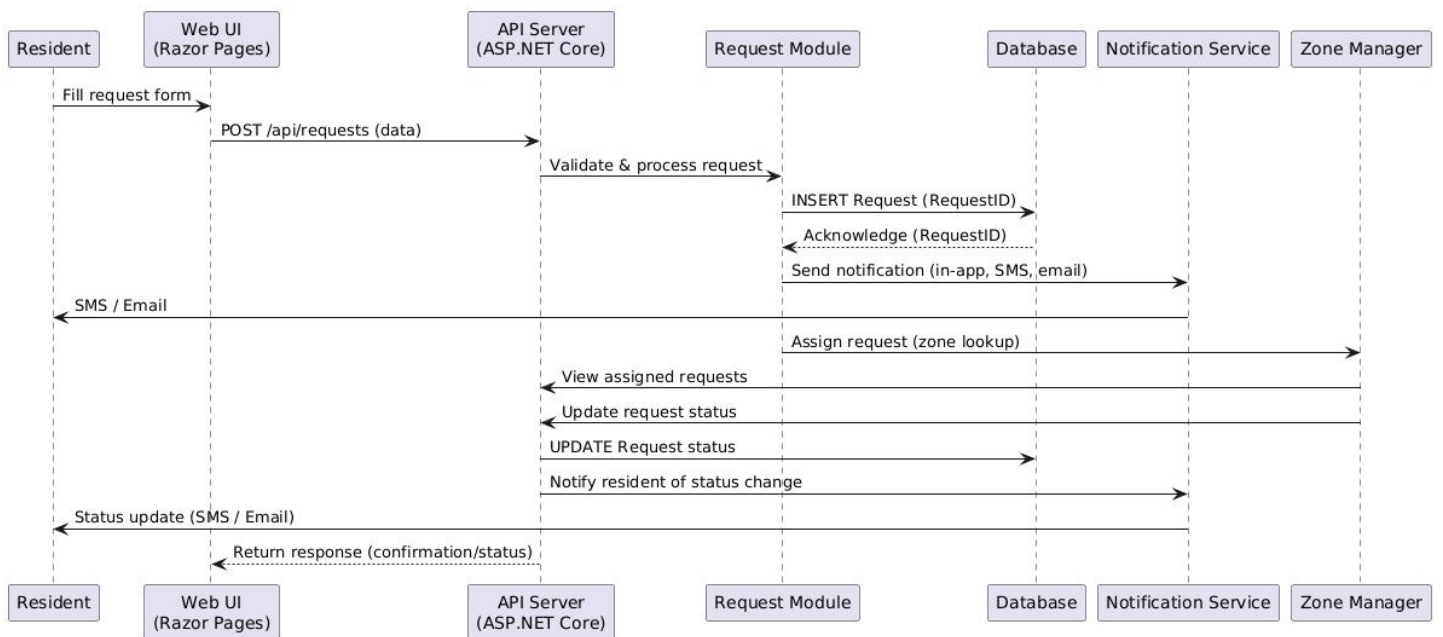 Resident
Web UI
(Razor Pages)
API Server
(ASP.NET Core)
Request Module
Database
Notification Service
Zone Manager
Fill request form
POST /api/requests (data)
Validate & process request
INSERT Request (RequestID)
Acknowledge (RequestID)
Send notification (in-app, SMS, email)
SMS / Email
Assign request (zone lookup)
View assigned requests
Update request status
UPDATE Request status
Notify resident of status change
Status update (SMS / Email)
Return response (confirmation/status)
Resident
Web UI
(Razor Pages)
API Server
(ASP.NET Core)
Request Module
Database
Notification Service
Zone Manager